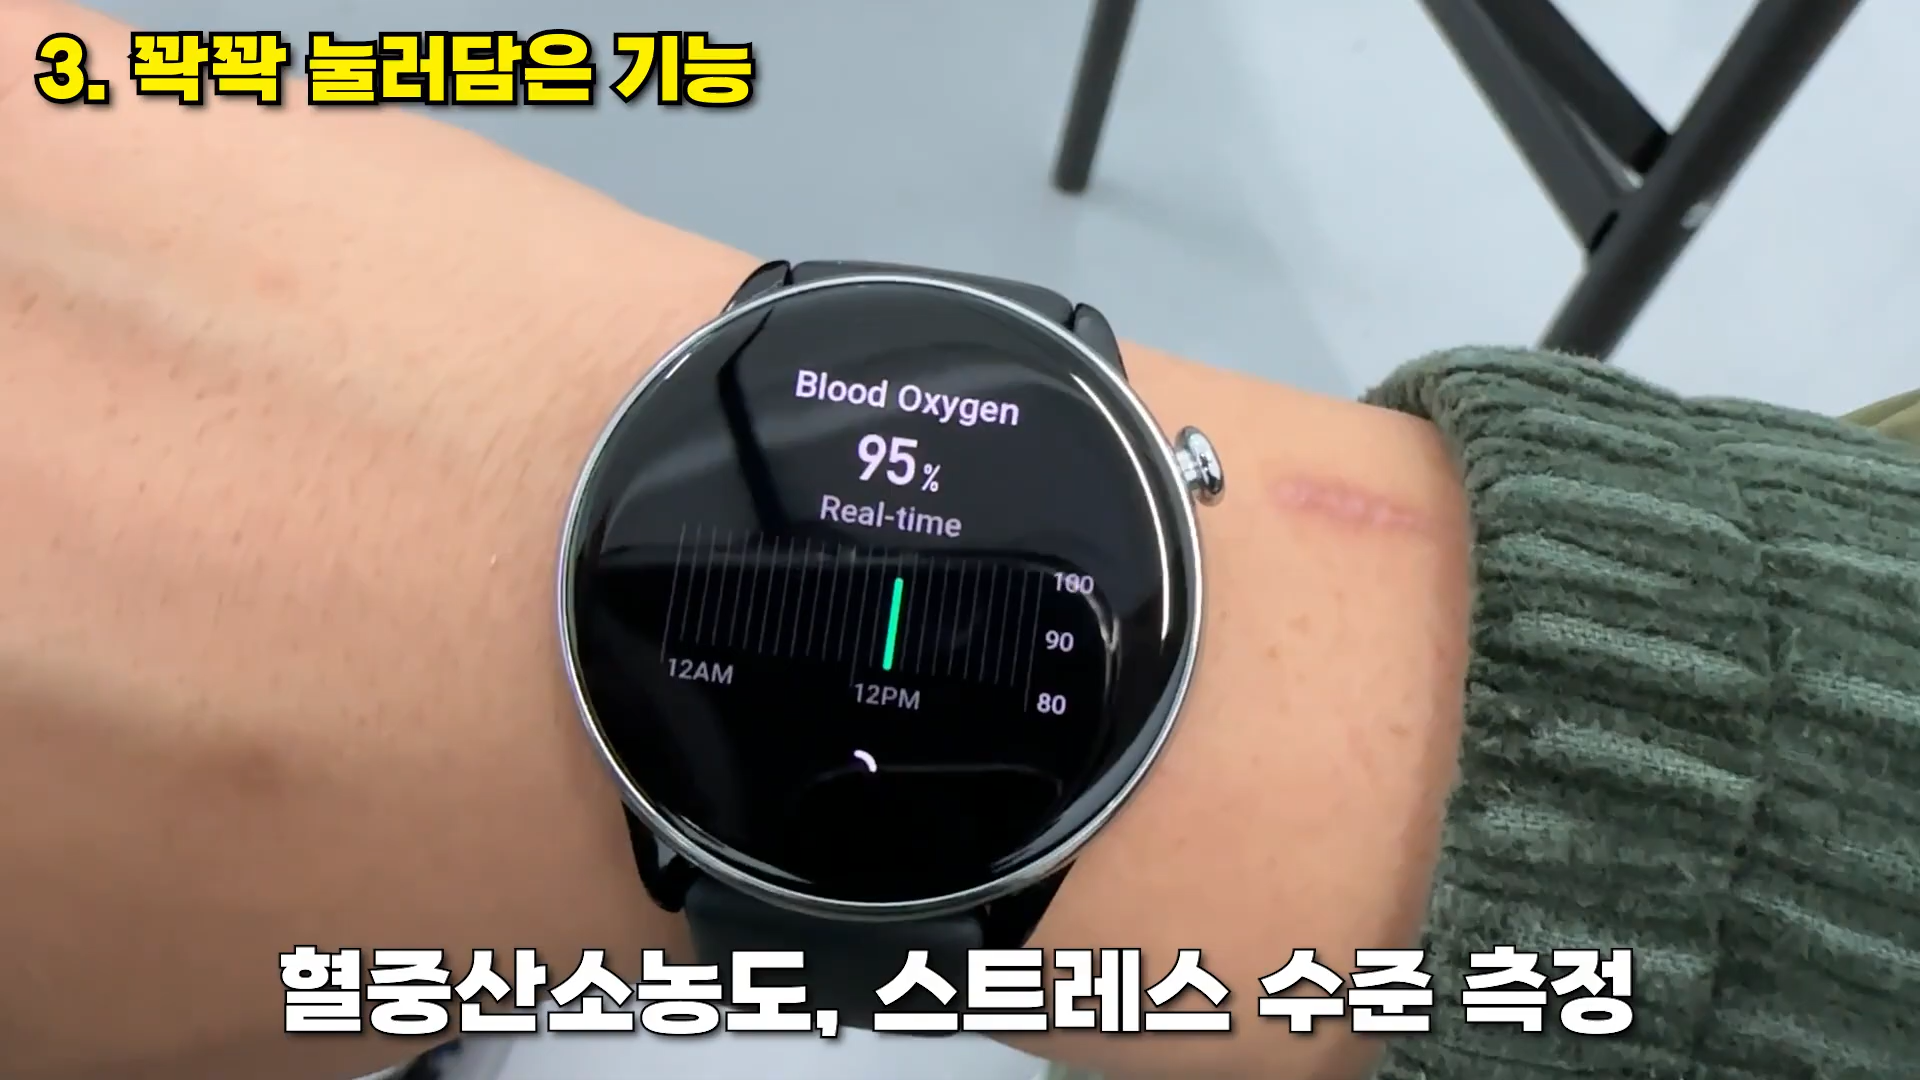 3. 꽉꽉 눌러담은 기능
Blood Oxygen
95%
Real-time
100
90
80
12AM
12PM
혈중산소농도, 스트레스 수준 측정